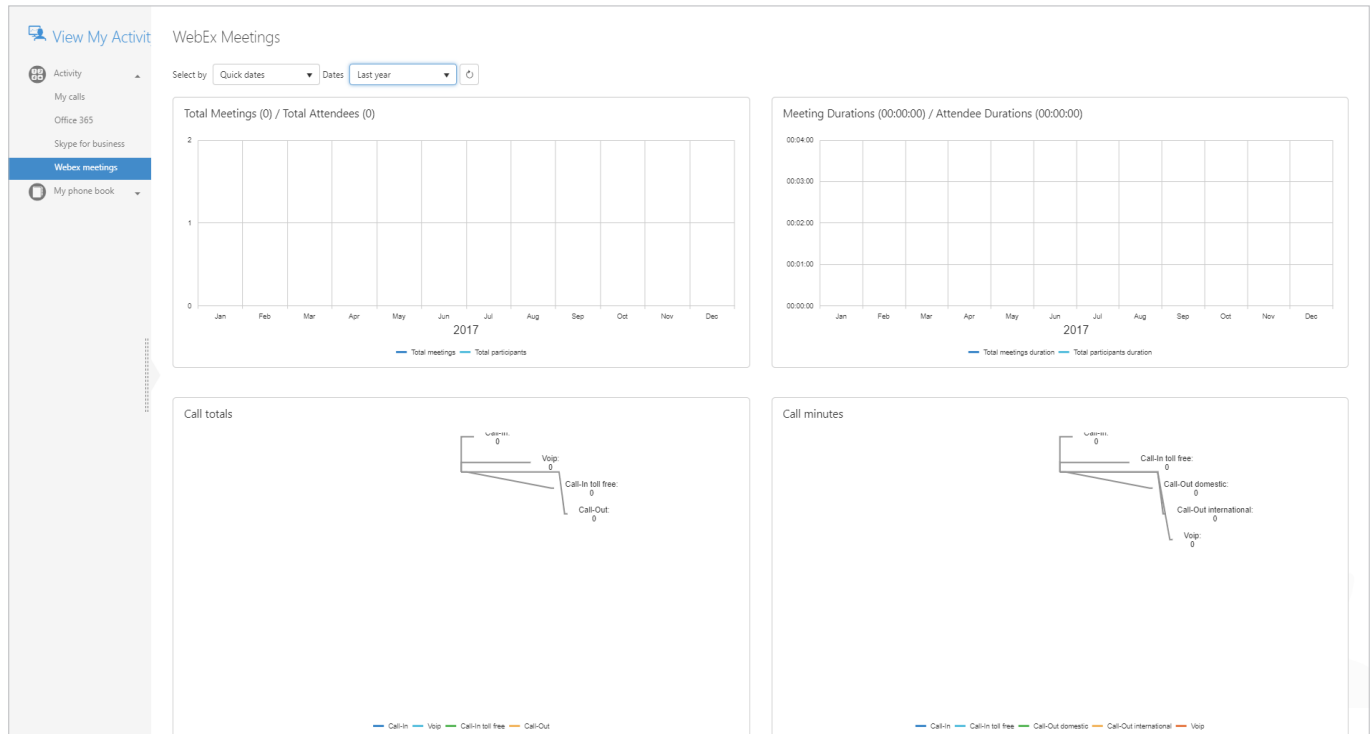 View My Activit
Activity
My calls
Office 365
Skype for business
Webex meetings
My phone book
WebEx Meetings
Select by Quick dates Dates Last year
Total Meetings (0) / Total Attendees (0)
2
1
0
Jan Feb Mar Apr May Jun Jul Aug Sep Oct Nov Dec
2017
Total meetings Total participants
Meeting Durations (00:00:00) / Attendee Durations (00:00:00)
00:04:00
00:03:00
00:02:00
00:01:00
00:00:00
Jan Feb Mar Apr May Jun Jul Aug Sep Oct Nov Dec
2017
Total meetings duration Total participants duration
Call totals
Call-In:
0
Voip:
0
Call-In toll free:
0
Call-Out:
0
Call-In Voip Call-In toll free Call-Out
Call minutes
Call-In:
0
Call-In toll free:
0
Call-Out domestic:
0
Call-Out international:
0
Voip:
0
Call-In Call-In toll free Call-Out domestic Call-Out international Voip